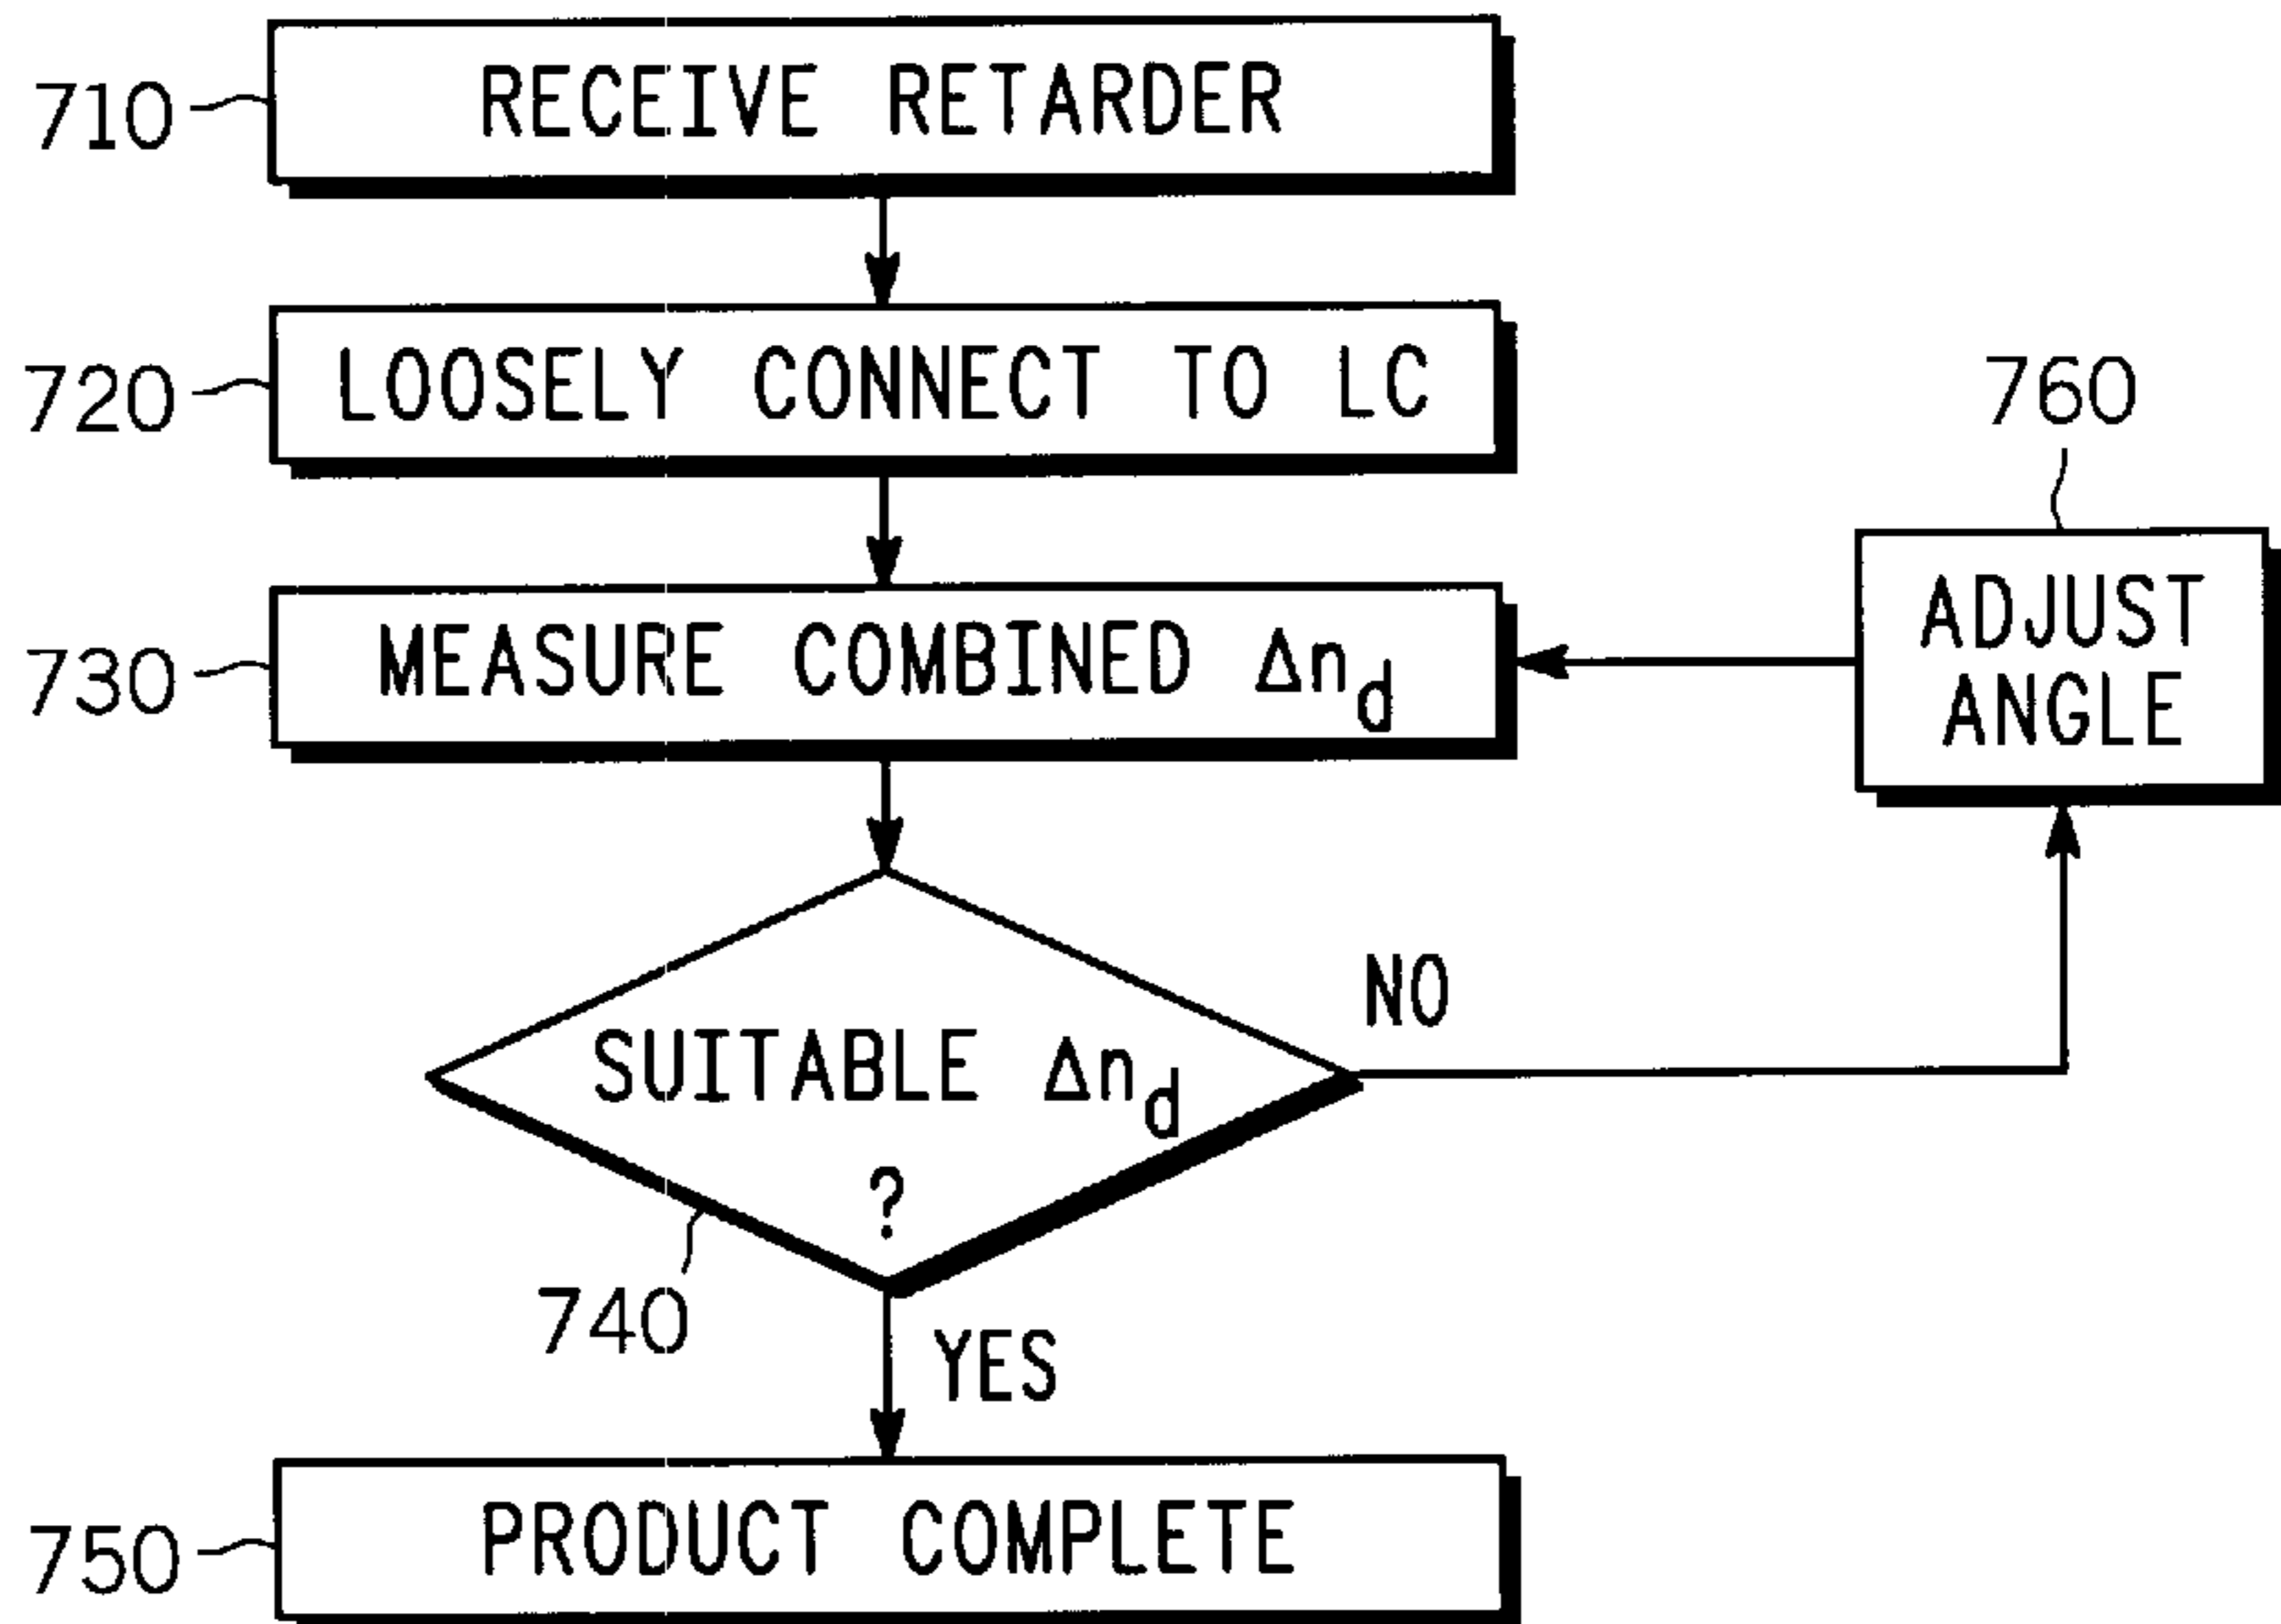 710
RECEIVE RETARDER
720
LOOSELY CONNECT TO LC
760
730
MEASURE COMBINED Δn_d
ADJUST
ANGLE
NO
SUITABLE Δn_d
?
740
YES
750
PRODUCT COMPLETE